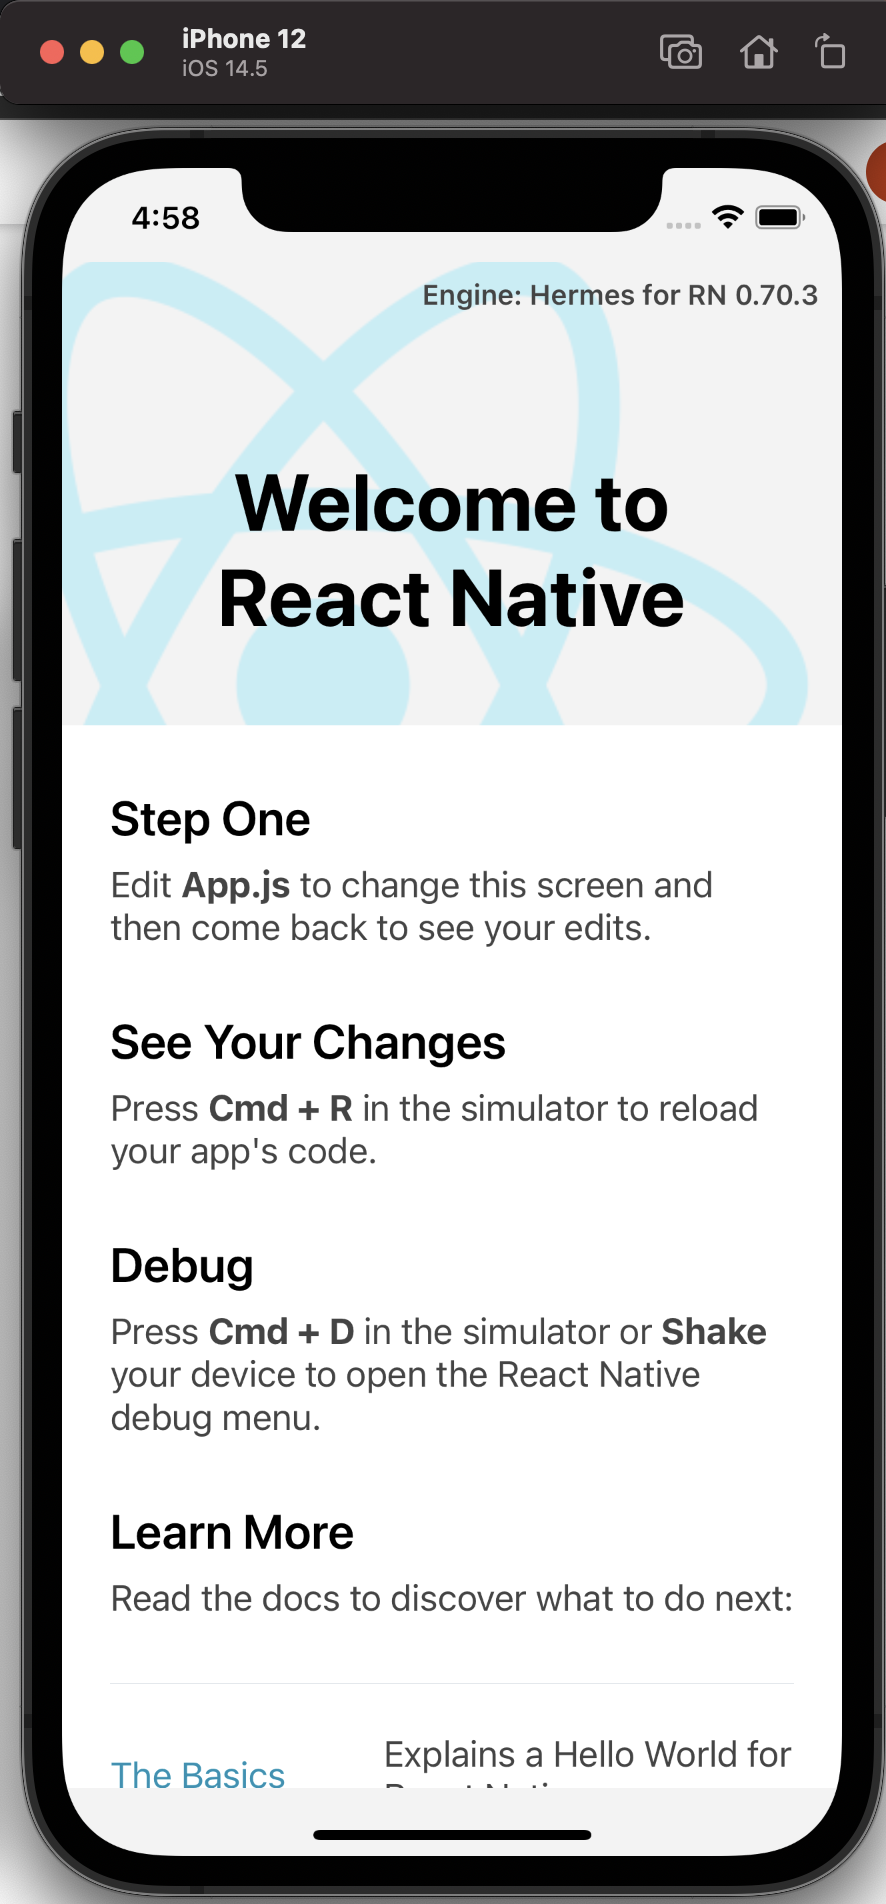 iPhone 12
iOS 14.5
4:58
Engine: Hermes for RN 0.70.3
Welcome to
React Native
Step One
Edit App.js to change this screen and
then come back to see your edits.
See Your Changes
Press Cmd + R in the simulator to reload
your app's code.
Debug
Press Cmd + D in the simulator or Shake
your device to open the React Native
debug menu.
Learn More
Read the docs to discover what to do next:
The Basics
Explains a Hello World for